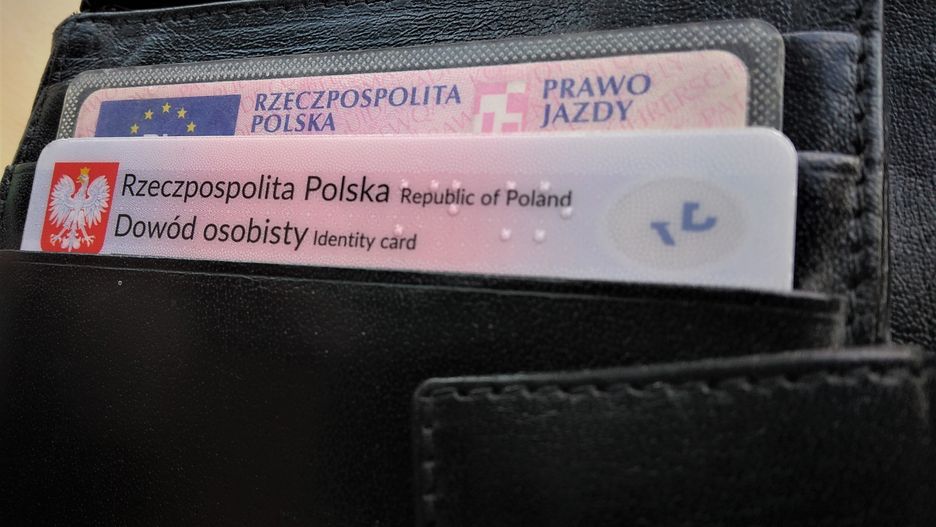 RZECZPOSPOLITA
POLSKA
PRAWO
JAZDY
Rzeczpospolita Polska Republic of Poland
Dowód osobisty Identity card